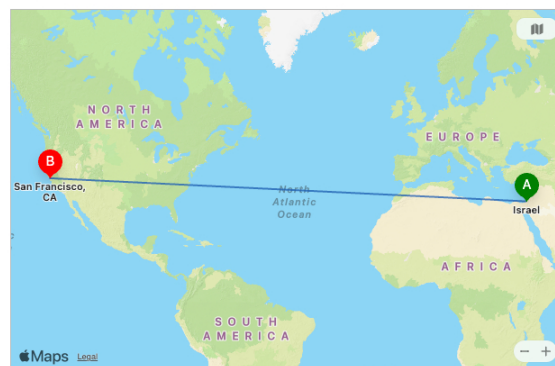 NORTH
AMERICA
EUROPE
B
San Francisco,
CA
A
Israel
North
Atlantic
Ocean
AFRICA
SOUTH
AMERICA
Maps
Legal
− +